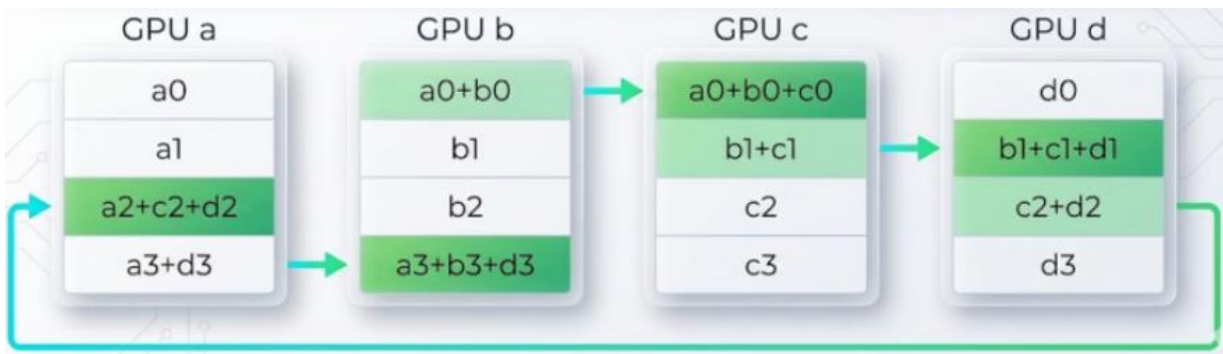 GPU a
GPU b
GPU c
GPU d
a0
a0+b0
a0+b0+c0
d0
a1
b1
b1+c1
b1+c1+d1
a2+c2+d2
b2
c2
c2+d2
a3+d3
a3+b3+d3
c3
d3